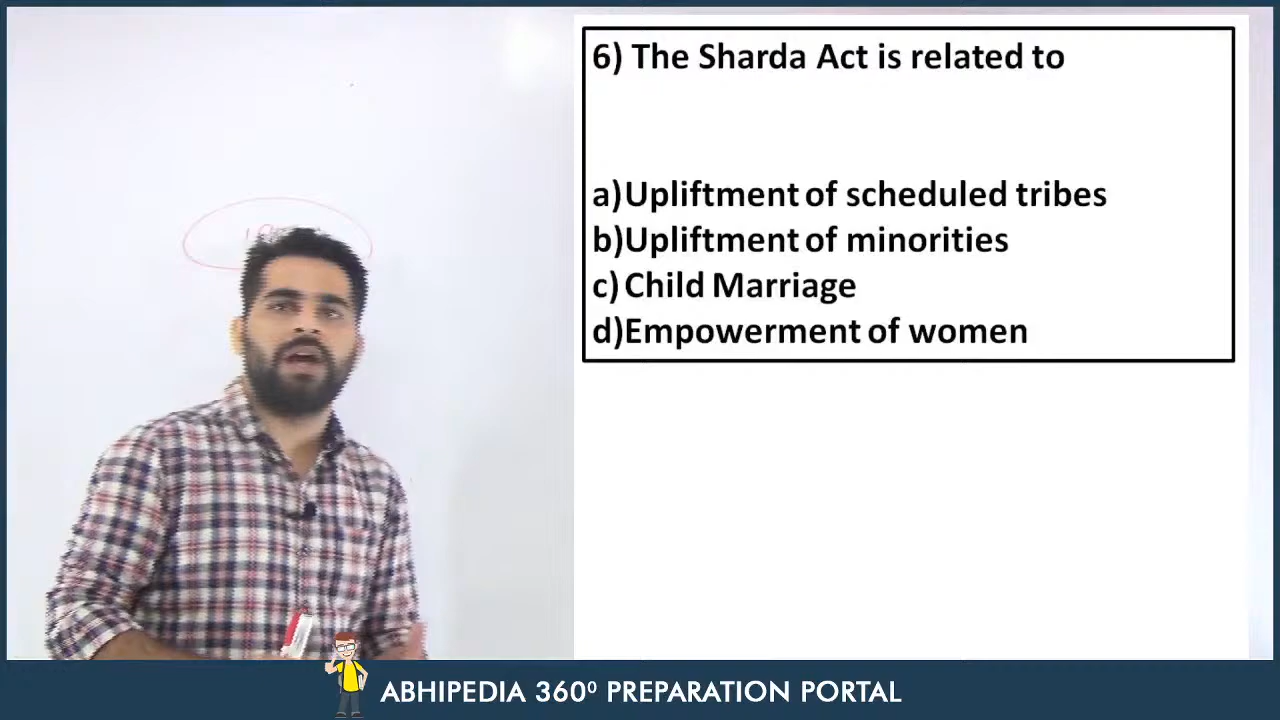 6) The Sharda Act is related to
a)Upliftment of scheduled tribes
b)Upliftment of minorities
c) Child Marriage
d)Empowerment of women
ABHIPEDIA 360⁰ PREPARATION PORTAL